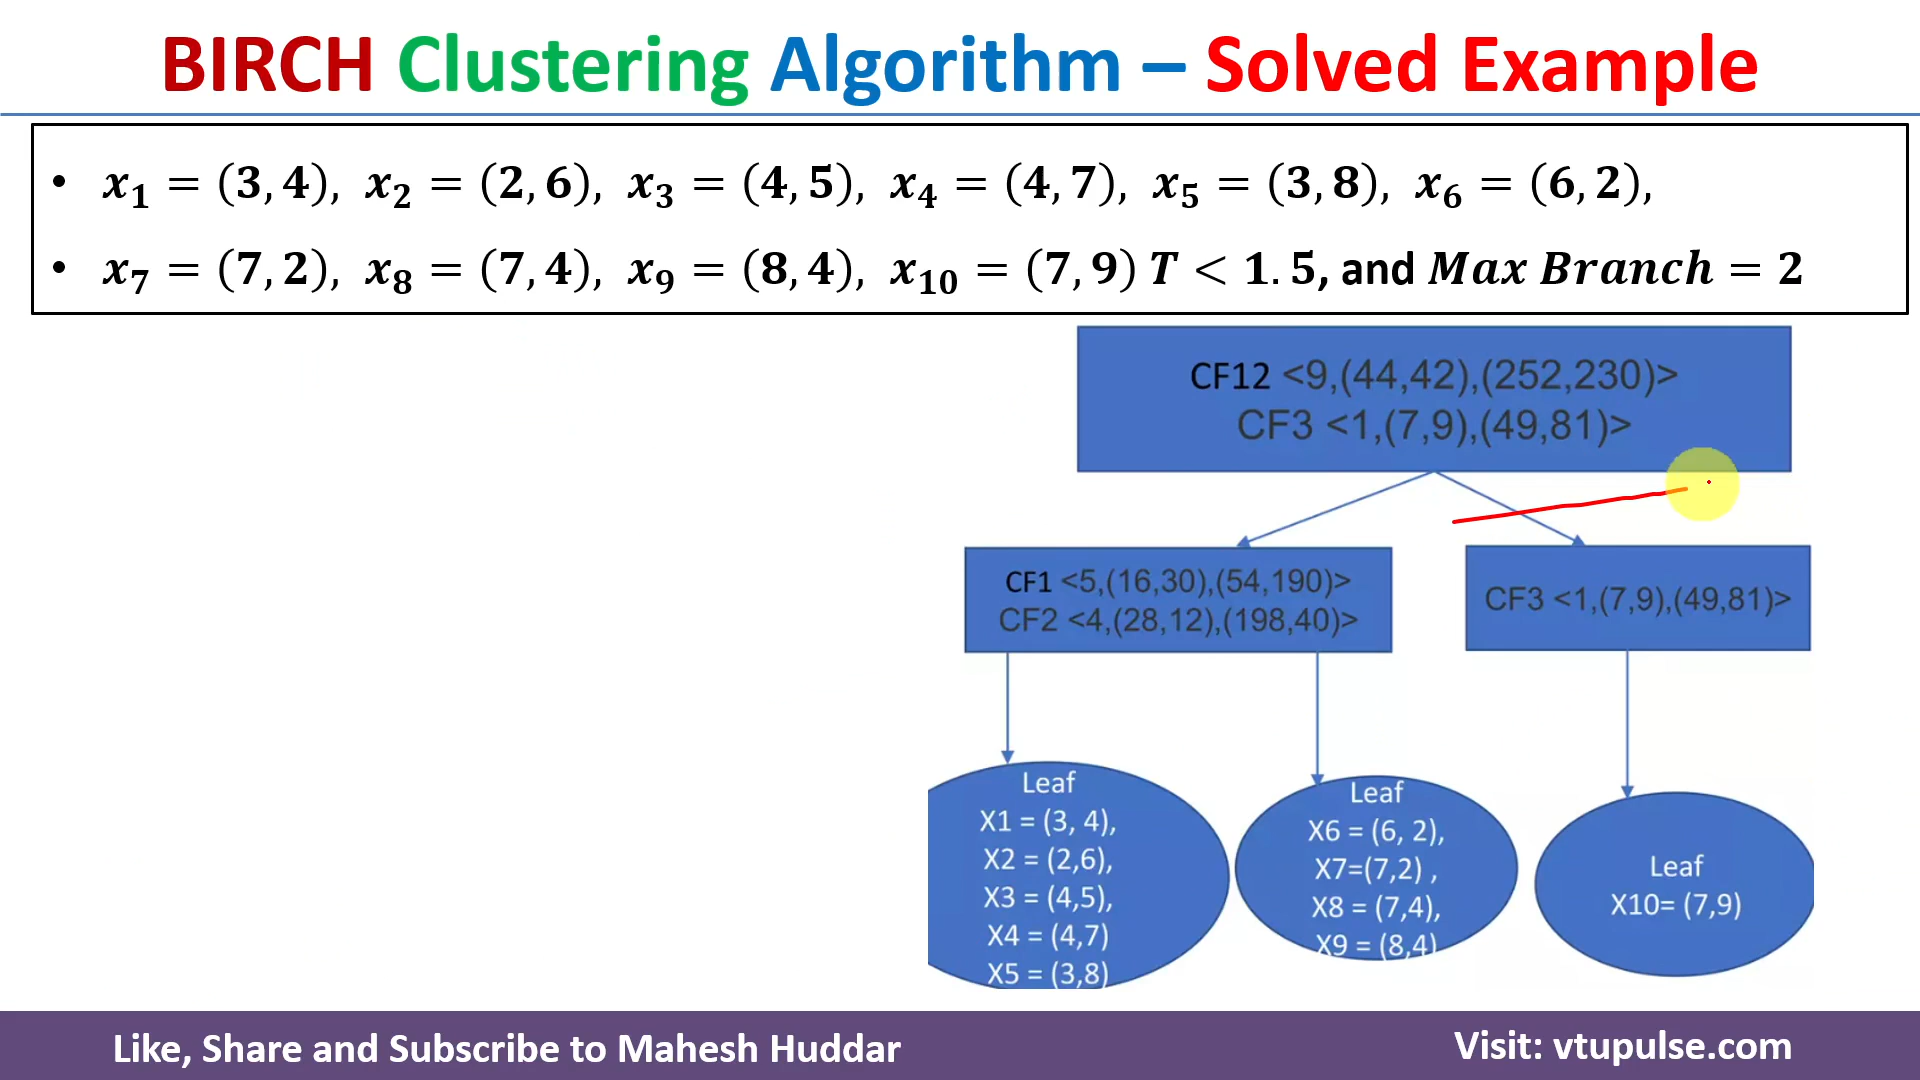 BIRCH Clustering Algorithm – Solved Example
• x₁ = (3, 4), x₂ = (2, 6), x₃ = (4, 5), x₄ = (4, 7), x₅ = (3, 8), x₆ = (6, 2),
• x₇ = (7, 2), x₈ = (7, 4), x₉ = (8, 4), x₁₀ = (7, 9) T < 1.5, and Max Branch = 2
CF12 <9,(44,42),(252,230)>
CF3 <1,(7,9),(49,81)>
CF1 <5,(16,30),(54,190)>
CF2 <4,(28,12),(198,40)>
CF3 <1,(7,9),(49,81)>
Leaf
X1 = (3, 4),
X2 = (2,6),
X3 = (4,5),
X4 = (4,7)
X5 = (3,8)
Leaf
X6 = (6, 2),
X7=(7,2) ,
X8 = (7,4),
X9 = (8,4)
Leaf
X10= (7,9)
Like, Share and Subscribe to Mahesh Huddar
Visit: vtupulse.com